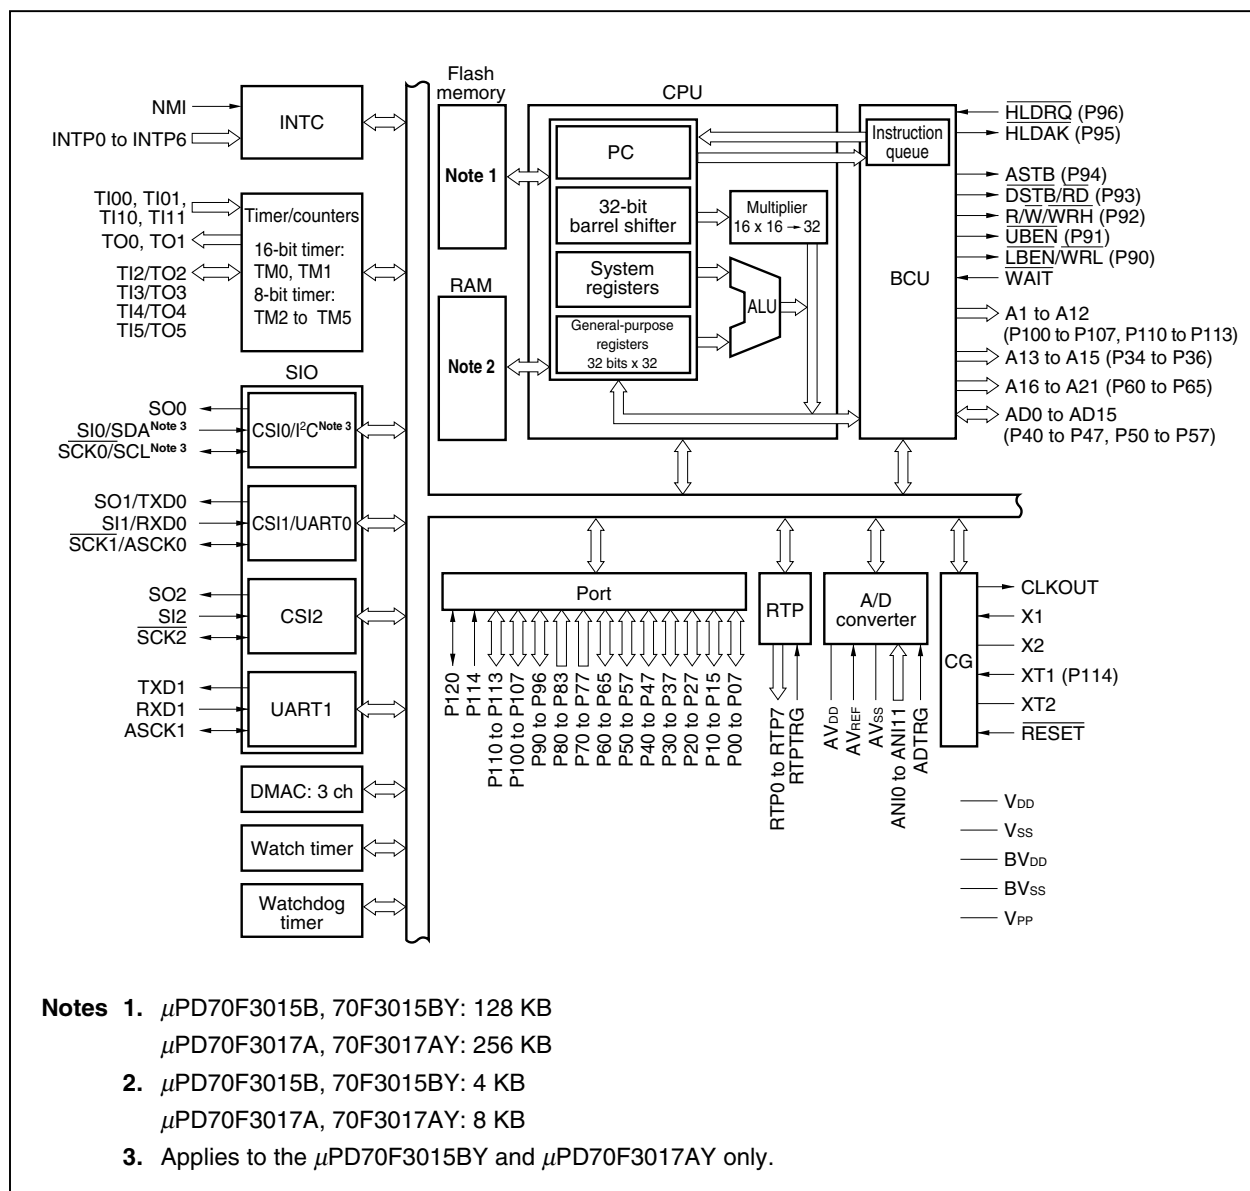 NMI
INTP0 to INTP6
INTC
TI00, TI01,
TI10, TI11
TO0, TO1
TI2/TO2
TI3/TO3
TI4/TO4
TI5/TO5
Timer/counters
16-bit timer:
TM0, TM1
8-bit timer:
TM2 to TM5
SIO
SO0
SI0/SDA Note 3
SCK0/SCL Note 3
CSI0/I²C Note 3
SO1/TXD0
SI1/RXD0
SCK1/ASCK0
CSI1/UART0
SO2
SI2
SCK2
CSI2
TXD1
RXD1
ASCK1
UART1
DMAC: 3 ch
Watch timer
Watchdog
timer
Flash
memory
Note 1
RAM
Note 2
CPU
PC
32-bit
barrel shifter
System
registers
General-purpose
registers
32 bits x 32
Multiplier
16 x 16 → 32
ALU
Instruction
queue
BCU
HLDRQ (P96)
HLDAK (P95)
ASTB (P94)
DSTB/RD (P93)
R/W/WRH (P92)
UBEN (P91)
LBEN/WRL (P90)
WAIT
A1 to A12
(P100 to P107, P110 to P113)
A13 to A15 (P34 to P36)
A16 to A21 (P60 to P65)
AD0 to AD15
(P40 to P47, P50 to P57)
Port
P120
P114
P110 to P113
P100 to P107
P90 to P96
P80 to P83
P70 to P77
P60 to P65
P50 to P57
P40 to P47
P30 to P37
P20 to P27
P10 to P15
P00 to P07
RTP
RTP0 to RTP7
RTPTRG
A/D
converter
AVDD
AVREF
AVSS
ANI0 to ANI11
ADTRG
CG
CLKOUT
X1
X2
XT1 (P114)
XT2
RESET
VDD
VSS
BVDD
BVSS
VPP
Notes 1. μPD70F3015B, 70F3015BY: 128 KB
μPD70F3017A, 70F3017AY: 256 KB
2. μPD70F3015B, 70F3015BY: 4 KB
μPD70F3017A, 70F3017AY: 8 KB
3. Applies to the μPD70F3015BY and μPD70F3017AY only.